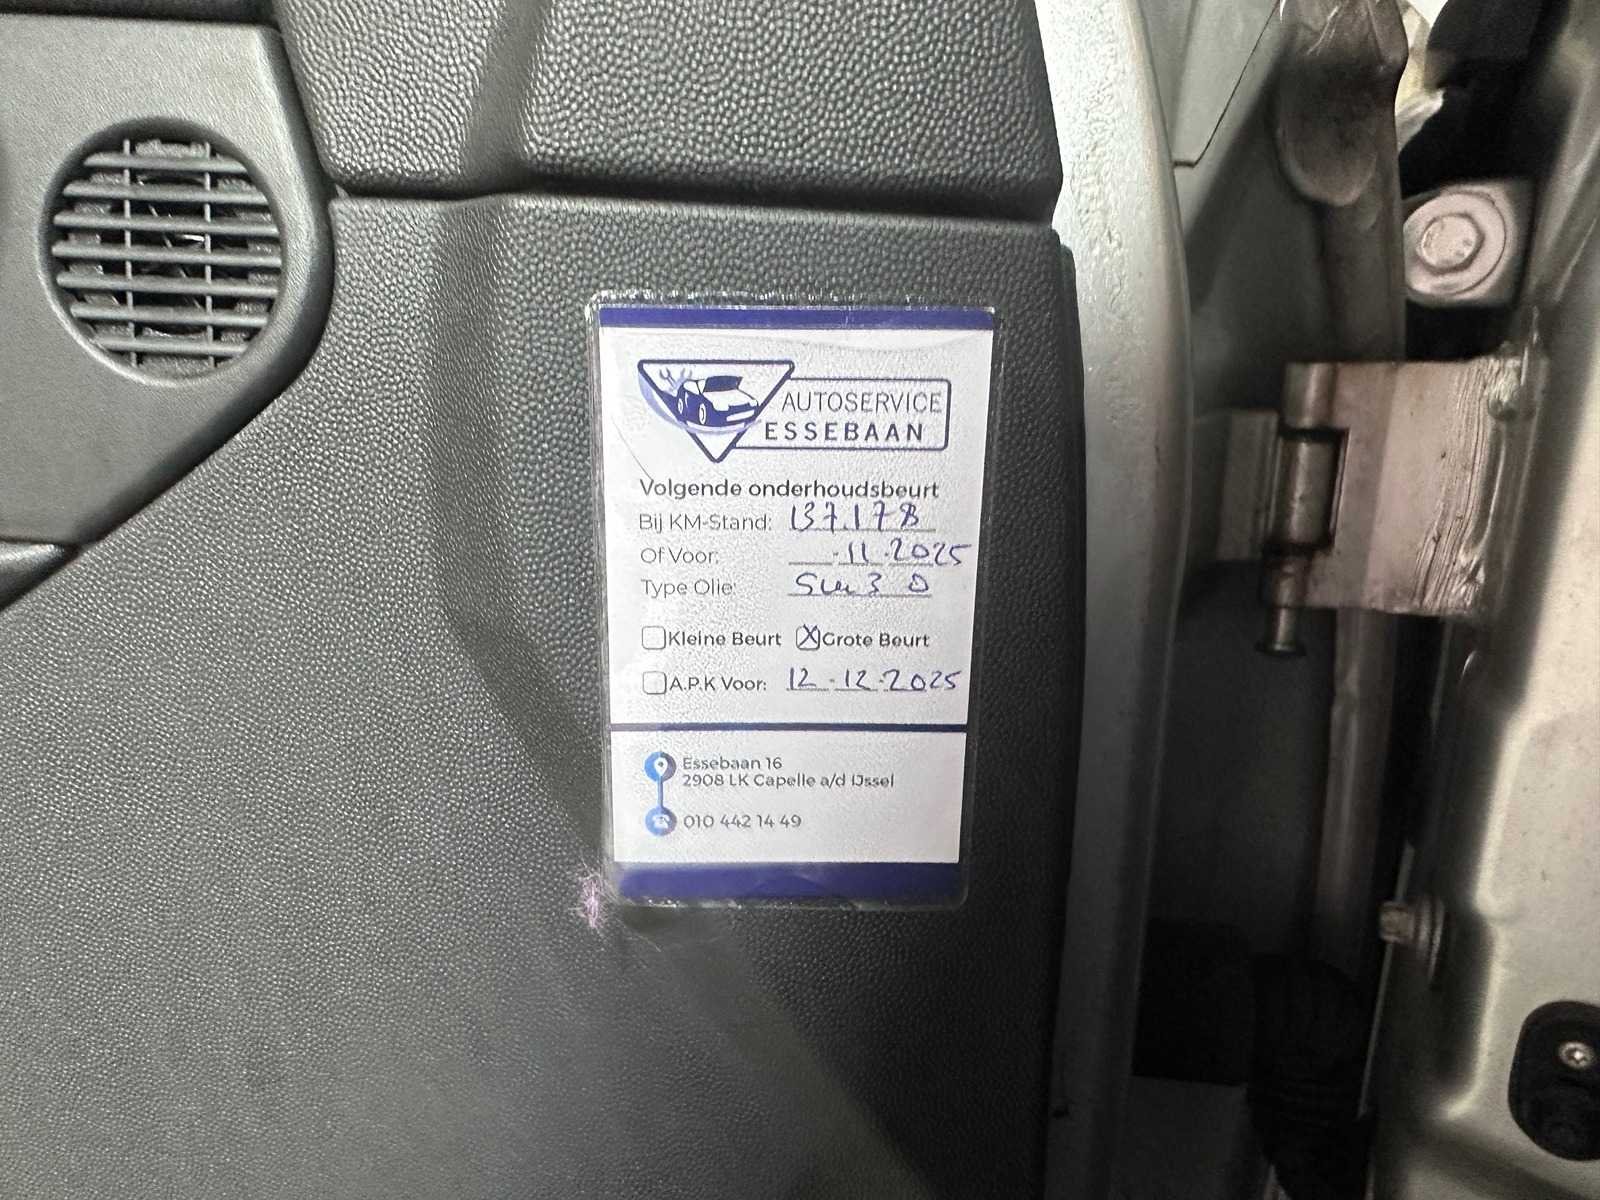 AUTOSERVICE
ESSEBAAN
Volgende onderhoudsbeurt
Bij KM-Stand: 137.178
Of Voor: .11.2025
Type Olie:
Kleine Beurt Grote Beurt
A.P.K Voor: 12.12.2025
Essebaan 16
2908 LK Capelle a/d IJssel
010 442 14 49